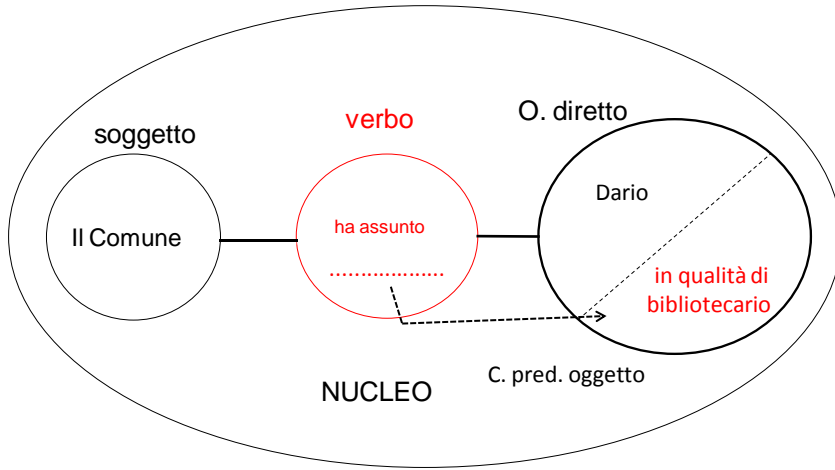 soggetto
verbo
O. diretto
Il Comune
ha assunto
...................
Dario
in qualità di
bibliotecario
C. pred. oggetto
NUCLEO